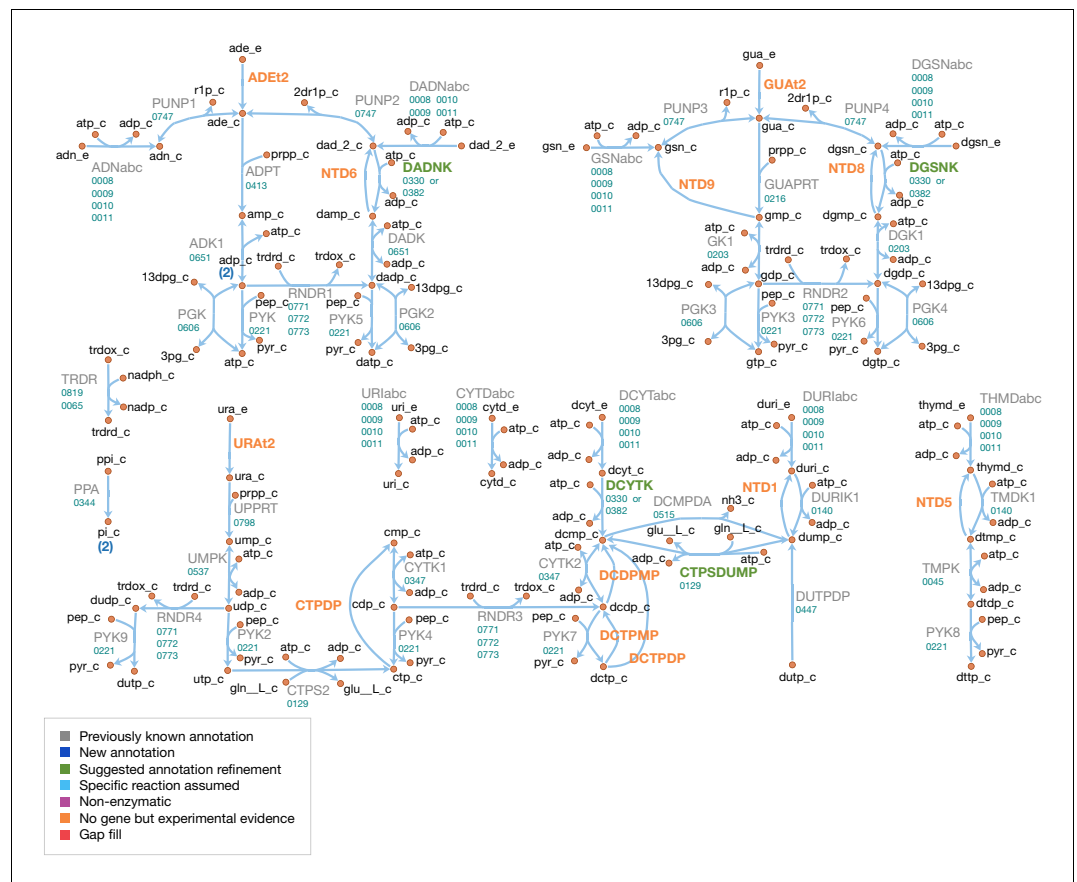 ade_e
ADEt2
r1p_c
2dr1p_c
DADNabc
0008 0010
0009 0011
PUNP1
0747
PUNP2
0747
atp_c
adp_c
ade_c
adp_c
atp_c
adn_e
adn_c
dad_2_c
dad_2_e
ADNabc
0008
0009
0010
0011
prpp_c
ADPT
0413
NTD6
atp_c
DADNK
0330 or
0382
adp_c
amp_c
damp_c
ADK1
0651
atp_c
atp_c
DADK
0651
adp_c
(2)
trdrd_c
trdox_c
adp_c
13dpg_c
dadp_c
13dpg_c
RNDR1
0771
0772
0773
PGK
0606
pep_c
PYK
0221
pyr_c
pep_c
PYK5
0221
pyr_c
PGK2
0606
3pg_c
atp_c
datp_c
3pg_c
gua_e
GUAt2
r1p_c
2dr1p_c
DGSNabc
0008
0009
0010
0011
PUNP3
0747
PUNP4
0747
atp_c
adp_c
gua_c
adp_c
atp_c
gsn_e
gsn_c
dgsn_c
dgsn_e
GSNabc
0008
0009
0010
0011
prpp_c
GUAPRT
0216
NTD9
NTD8
atp_c
DGSNK
0330 or
0382
adp_c
gmp_c
dgmp_c
atp_c
GK1
0203
adp_c
atp_c
DGK1
0203
adp_c
trdrd_c
trdox_c
13dpg_c
gdp_c
dgdp_c
13dpg_c
RNDR2
0771
0772
0773
PGK3
0606
pep_c
PYK3
0221
pyr_c
pep_c
PYK6
0221
pyr_c
PGK4
0606
3pg_c
gtp_c
dgtp_c
3pg_c
trdox_c
TRDR
0819
0065
nadph_c
nadp_c
trdrd_c
ppi_c
PPA
0344
pi_c
(2)
ura_e
URAt2
ura_c
prpp_c
UPPRT
0798
ump_c
UMPK
0537
atp_c
adp_c
trdox_c
trdrd_c
dudp_c
udp_c
RNDR4
0771
0772
0773
pep_c
PYK9
0221
pyr_c
dutp_c
pep_c
PYK2
0221
pyr_c
utp_c
atp_c
adp_c
gln__L_c
CTPS2
0129
glu__L_c
URIabc
0008
0009
0010
0011
uri_e
atp_c
adp_c
uri_c
CYTDabc
0008
0009
0010
0011
cytd_e
atp_c
adp_c
cytd_c
cmp_c
atp_c
CYTK1
0347
adp_c
CTPDP
cdp_c
PYK4
0221
pep_c
pyr_c
ctp_c
trdrd_c
trdox_c
RNDR3
0771
0772
0773
dcyt_e
DCYTabc
0008
0009
0010
0011
atp_c
adp_c
dcyt_c
atp_c
DCYTK
0330 or
0382
adp_c
dcmp_c
DCMPDA
0515
nh3_c
glu__L_c
gln__L_c
adp_c
atp_c
CTPSDUMP
0129
atp_c
CYTK2
0347
adp_c
DCDPMP
dcdp_c
pep_c
PYK7
0221
pyr_c
DCTPMP
DCTPDP
dctp_c
duri_e
DURIabc
0008
0009
0010
0011
atp_c
adp_c
duri_c
NTD1
atp_c
DURIK1
0140
adp_c
dump_c
DUTPDP
0447
dutp_c
thymd_e
THMDabc
0008
0009
0010
0011
atp_c
adp_c
thymd_c
NTD5
atp_c
TMDK1
0140
adp_c
dtmp_c
TMPK
0045
atp_c
adp_c
dtdp_c
PYK8
0221
pep_c
pyr_c
dttp_c
Previously known annotation
New annotation
Suggested annotation refinement
Specific reaction assumed
Non-enzymatic
No gene but experimental evidence
Gap fill